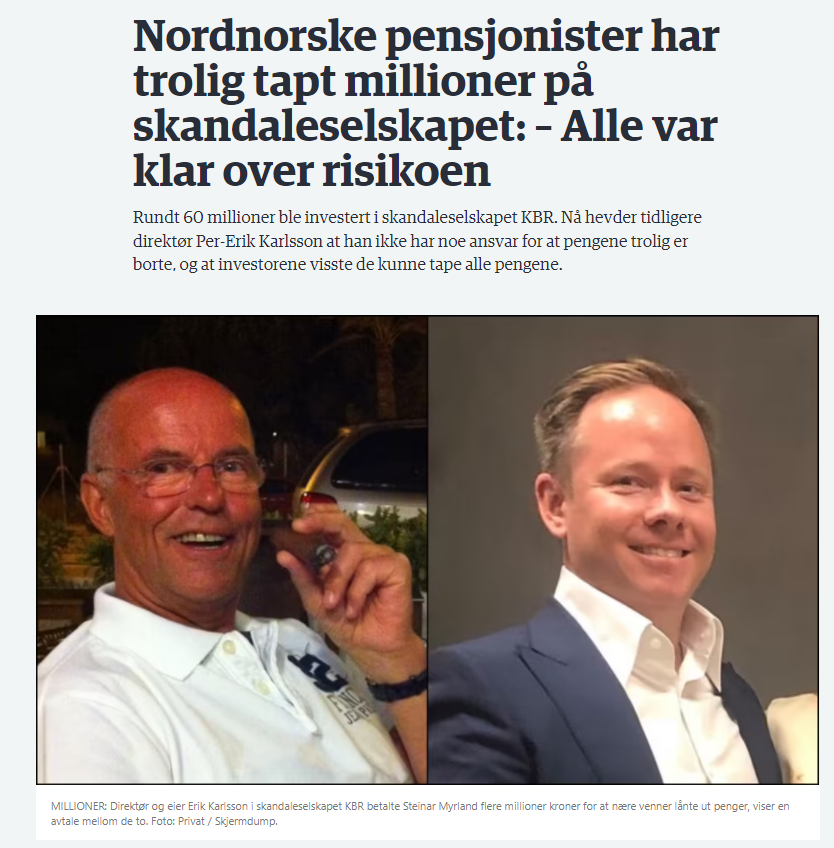 Nordnorske pensjonister har
trolig tapt millioner på
skandaleselskapet: – Alle var
klar over risikoen
Rundt 60 millioner ble investert i skandaleselskapet KBR. Nå hevder tidligere
direktør Per-Erik Karlsson at han ikke har noe ansvar for at pengene trolig er
borte, og at investorene visste de kunne tape alle pengene.
MILLIONER: Direktør og eier Erik Karlsson i skandaleselskapet KBR betalte Steinar Myrland flere millioner kroner for at nære venner lånte ut penger, viser en
avtale mellom de to. Foto: Privat / Skjermdump.